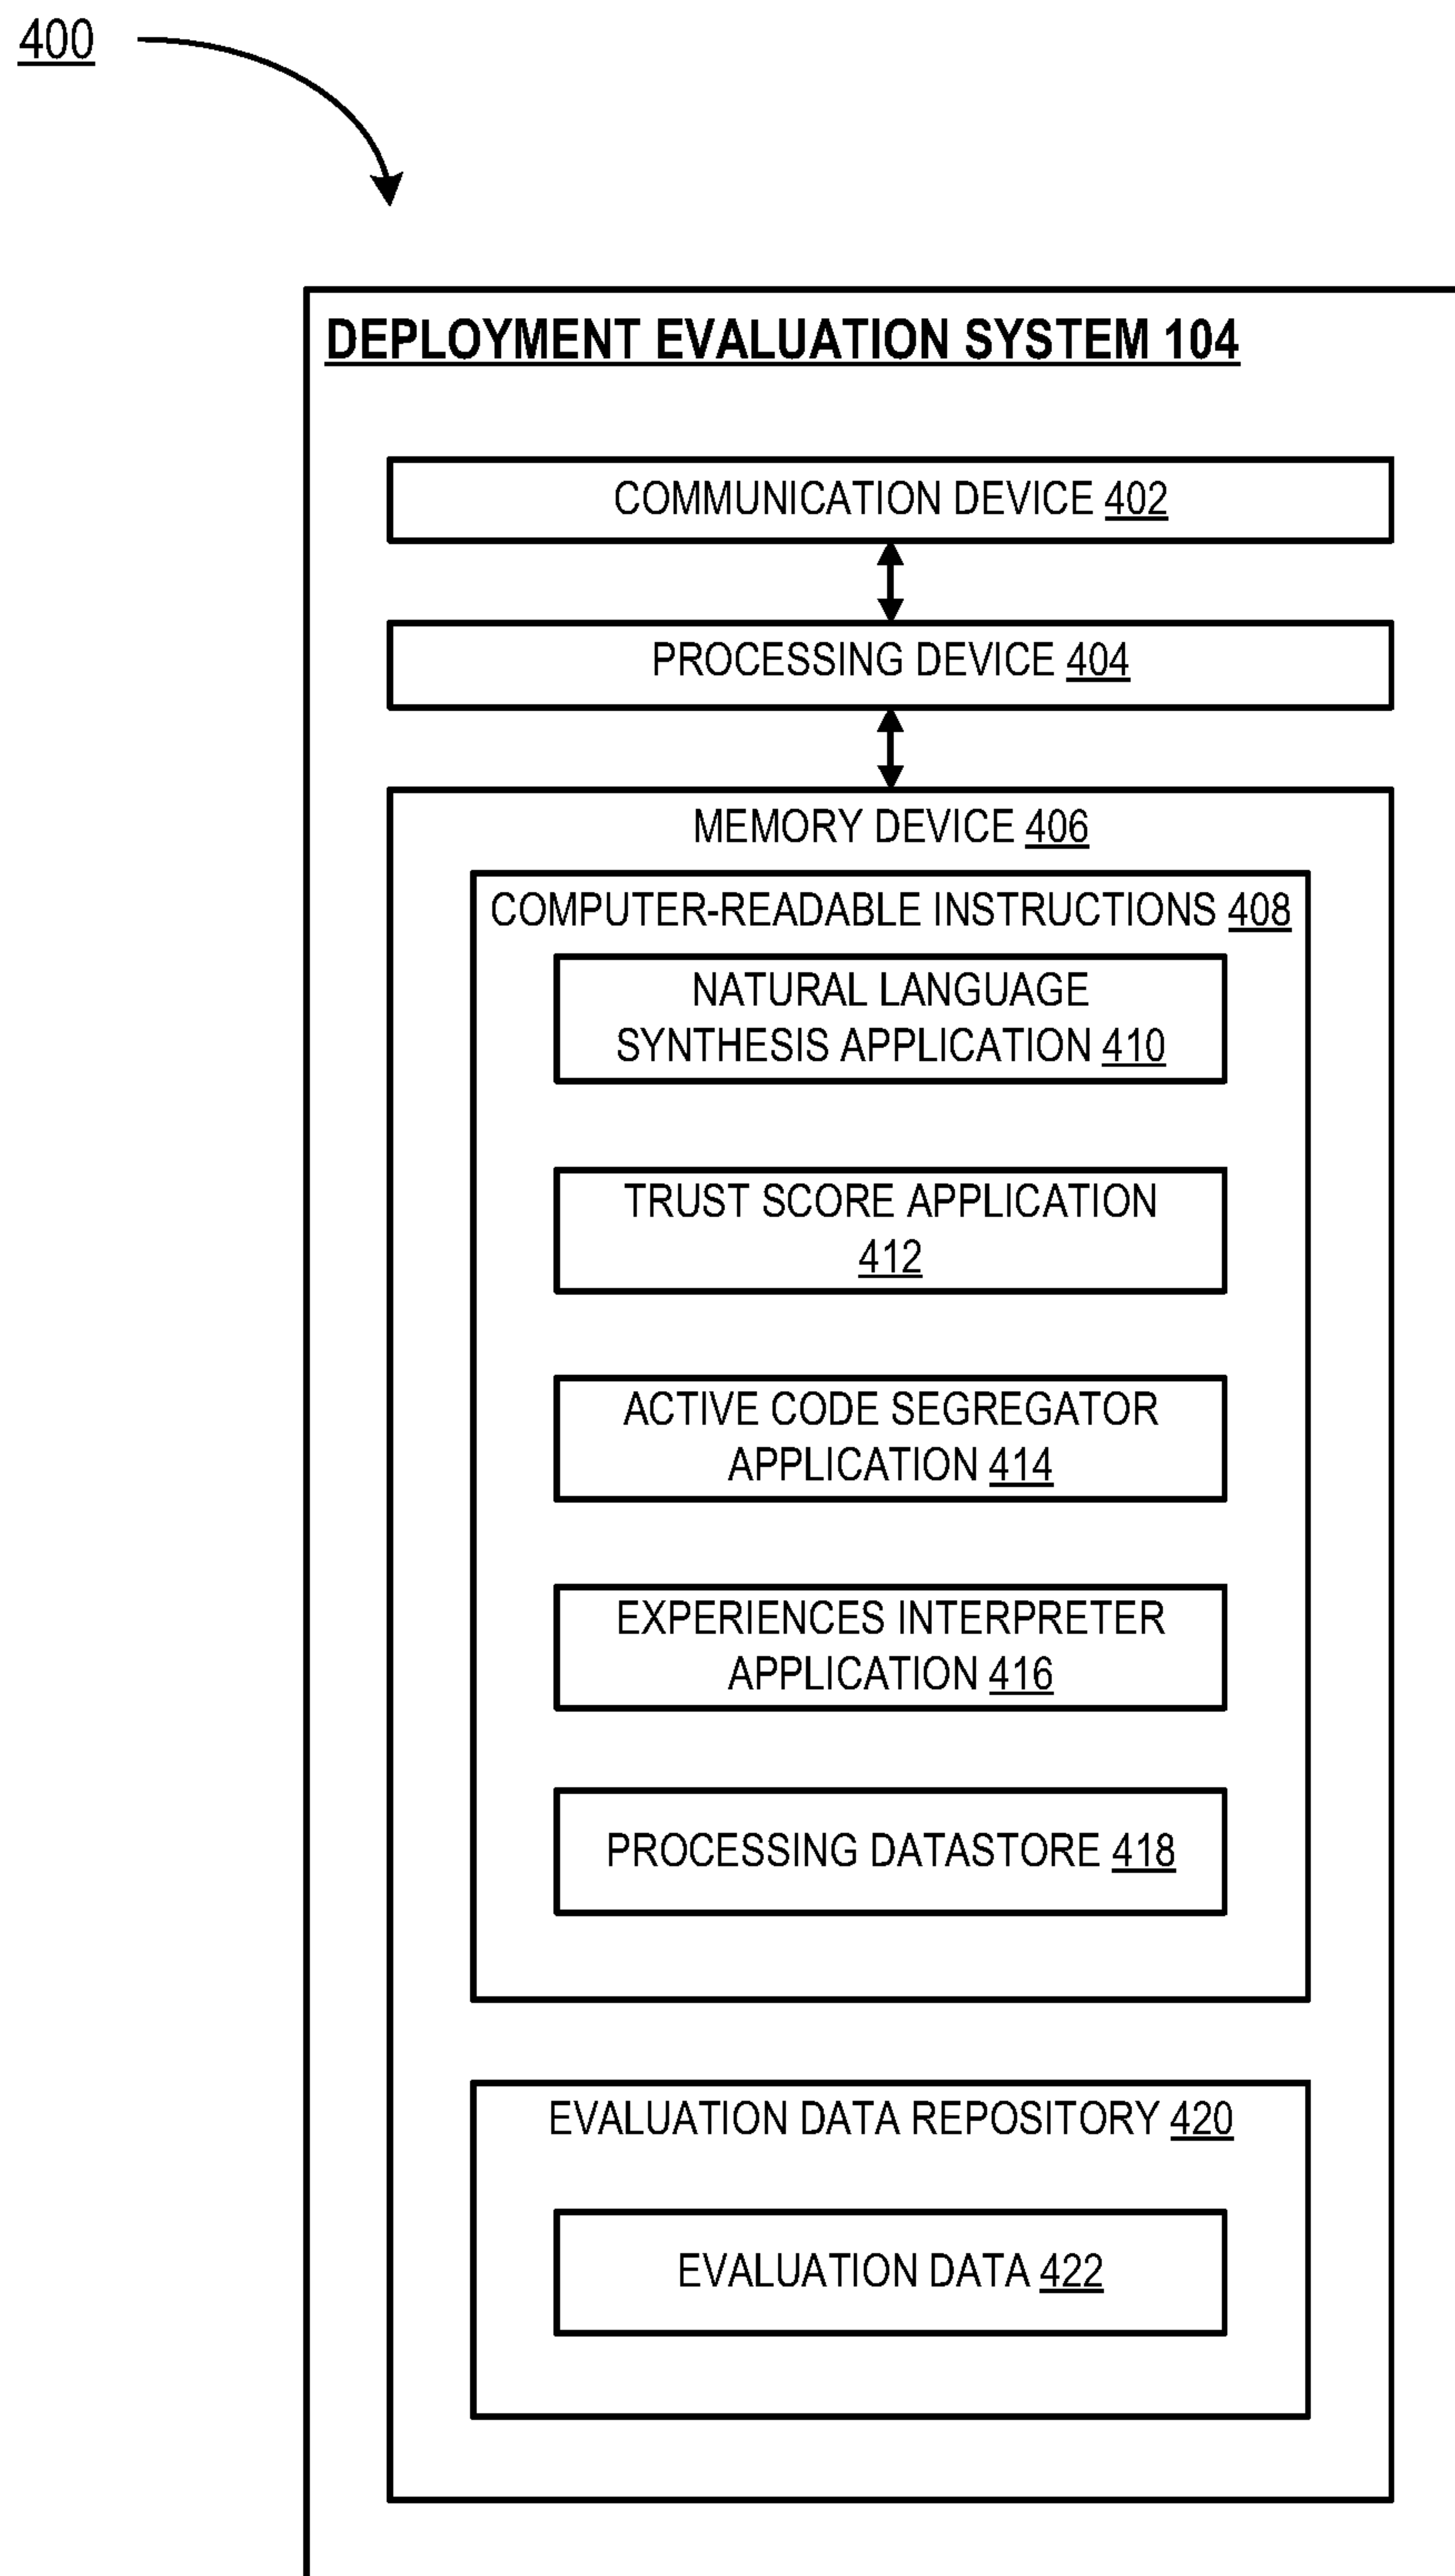 400
DEPLOYMENT EVALUATION SYSTEM 104
COMMUNICATION DEVICE 402
PROCESSING DEVICE 404
MEMORY DEVICE 406
COMPUTER-READABLE INSTRUCTIONS 408
NATURAL LANGUAGE
SYNTHESIS APPLICATION 410
TRUST SCORE APPLICATION
412
ACTIVE CODE SEGREGATOR
APPLICATION 414
EXPERIENCES INTERPRETER
APPLICATION 416
PROCESSING DATASTORE 418
EVALUATION DATA REPOSITORY 420
EVALUATION DATA 422